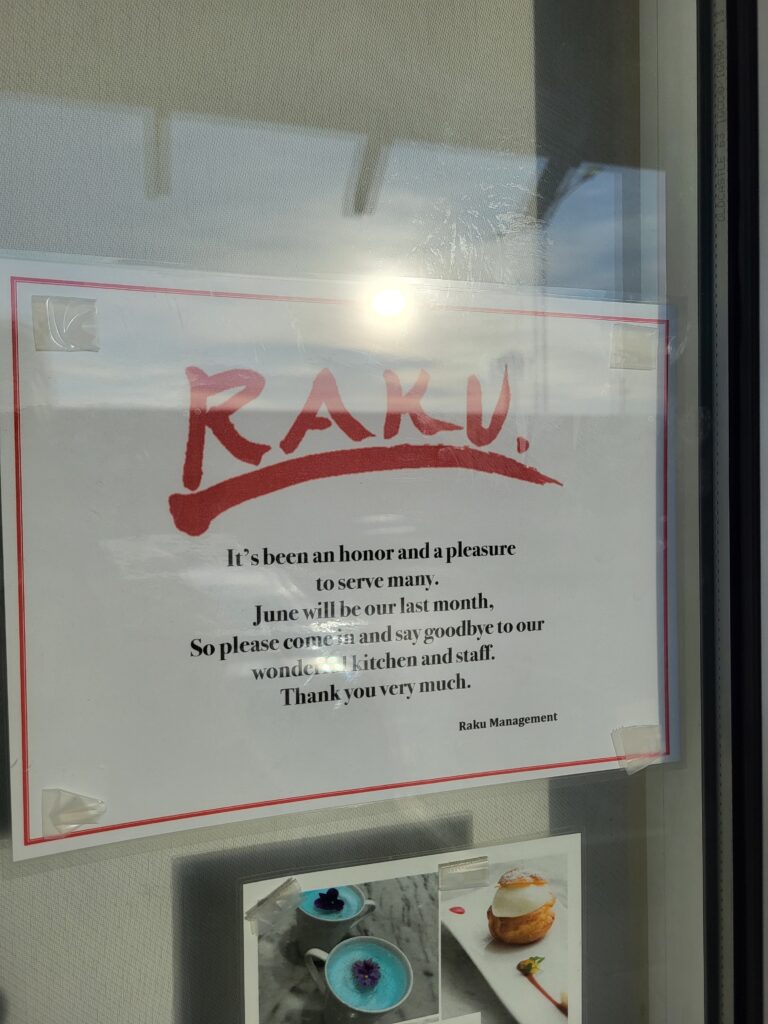 RAKU.
It's been an honor and a pleasure
to serve many.
June will be our last month,
So please come in and say goodbye to our
wonderful kitchen and staff.
Thank you very much.
Raku Management